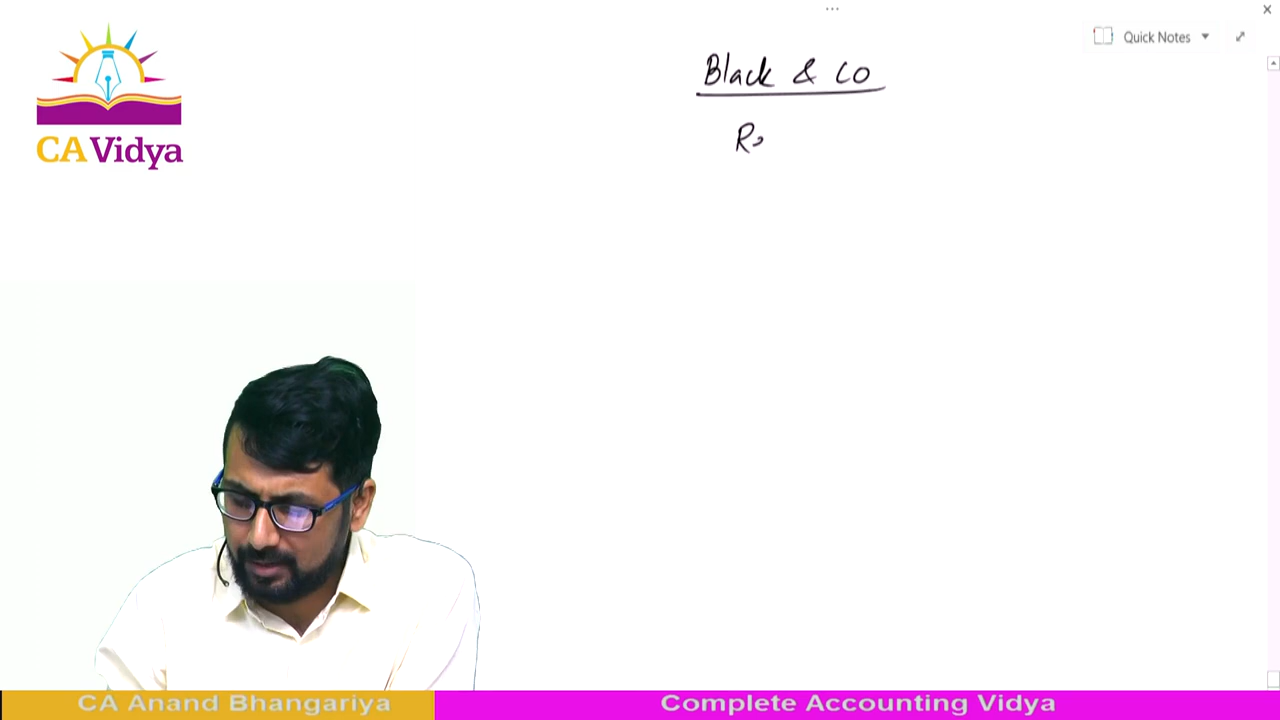 CA Vidya
Quick Notes
Black & CO
CA Anand Bhangariya
Complete Accounting Vidya